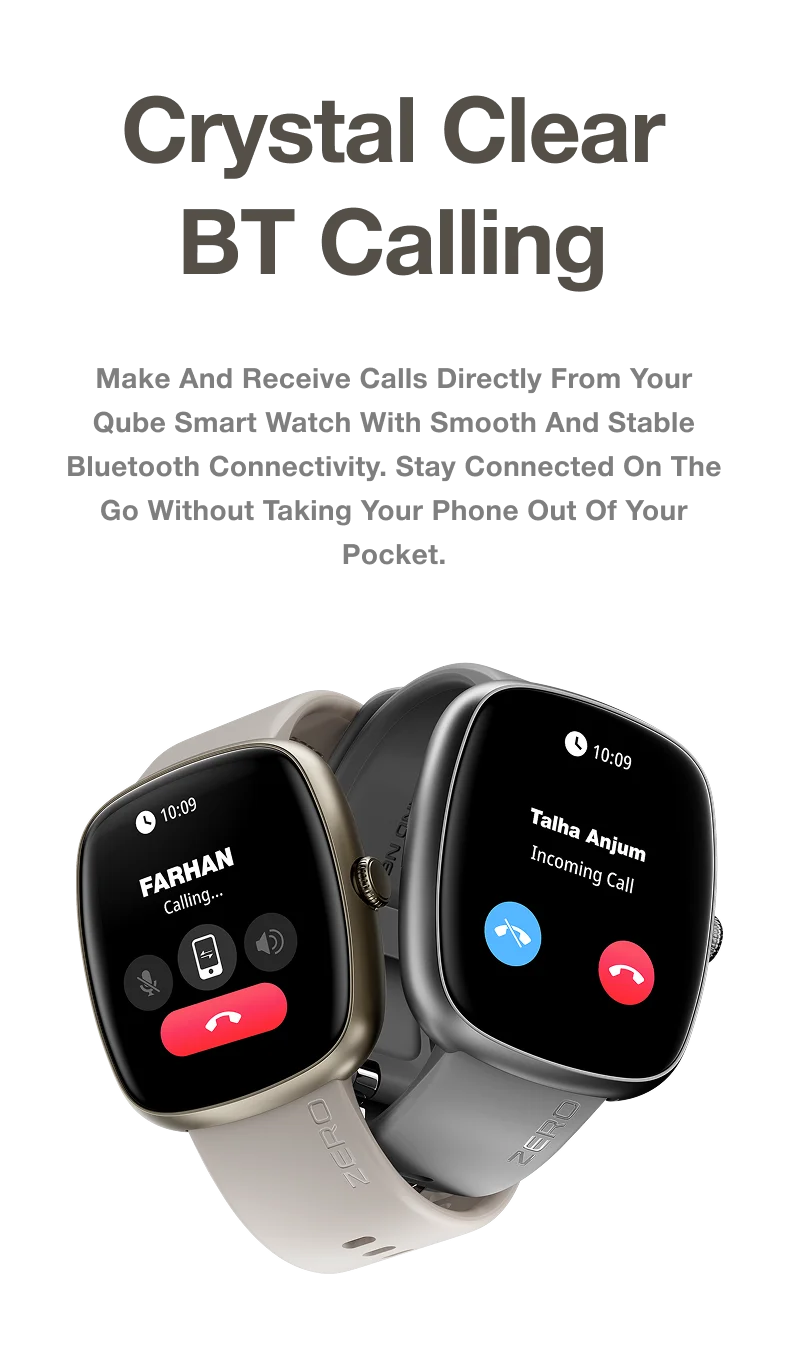 Crystal Clear
BT Calling
Make And Receive Calls Directly From Your
Qube Smart Watch With Smooth And Stable
Bluetooth Connectivity. Stay Connected On The
Go Without Taking Your Phone Out Of Your
Pocket.
10:09
FARHAN
Calling...
10:09
Talha Anjum
Incoming Call
ZERO
ZERO